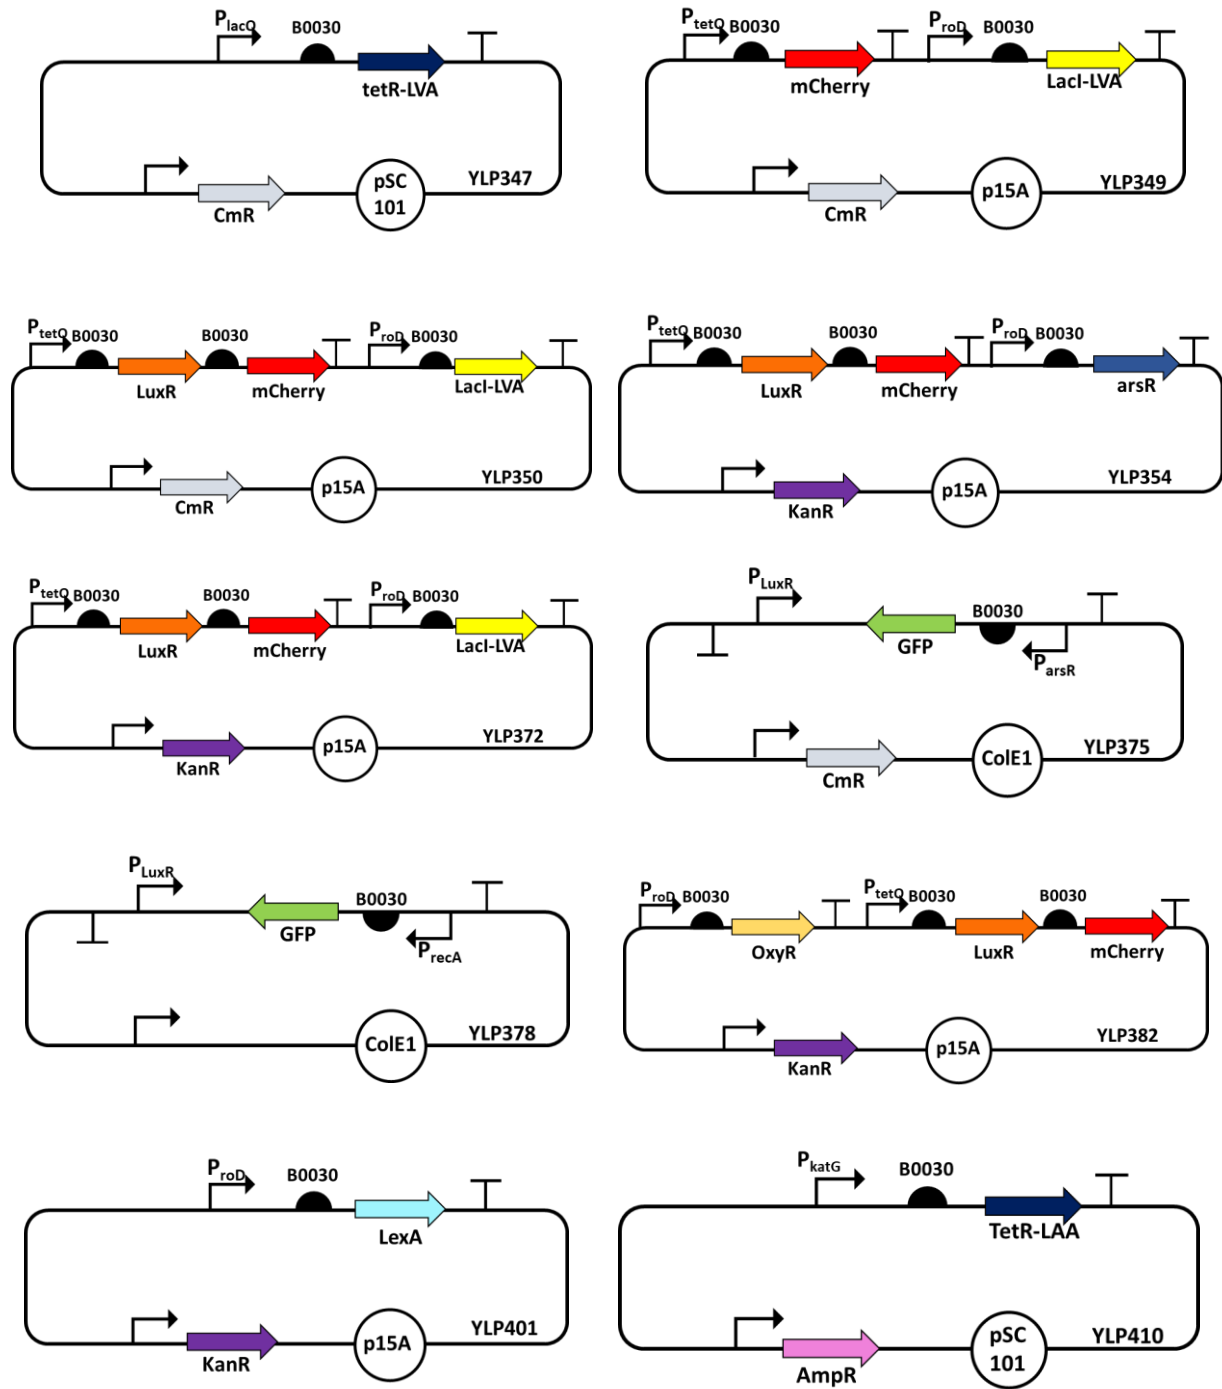 PlacO B0030
tetR-LVA
CmR pSC 101 YLP347
PtetO B0030 ProD B0030
mCherry LacI-LVA
CmR p15A YLP349
PtetO B0030 B0030 ProD B0030
LuxR mCherry LacI-LVA
CmR p15A YLP350
PtetO B0030 B0030 ProD B0030
LuxR mCherry arsR
KanR p15A YLP354
PtetO B0030 B0030 ProD B0030
LuxR mCherry LacI-LVA
KanR p15A YLP372
PLuxR B0030
GFP ParsR
CmR ColE1 YLP375
PLuxR B0030
GFP PrecA
ColE1 YLP378
ProD B0030 PtetO B0030 B0030
OxyR LuxR mCherry
KanR p15A YLP382
ProD B0030
LexA
KanR p15A YLP401
PkatG B0030
TetR-LAA
AmpR pSC 101 YLP410